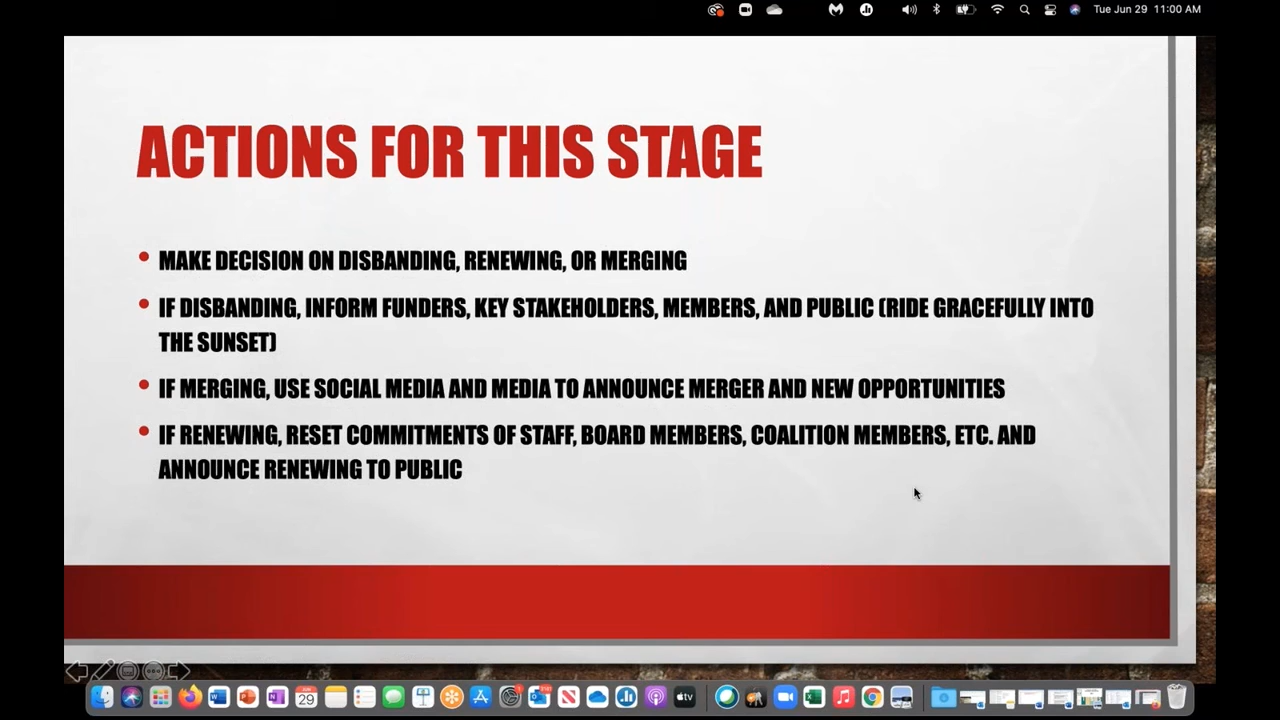 Tue Jun 29 11:00 AM
ACTIONS FOR THIS STAGE
• MAKE DECISION ON DISBANDING, RENEWING, OR MERGING
• IF DISBANDING, INFORM FUNDERS, KEY STAKEHOLDERS, MEMBERS, AND PUBLIC (RIDE GRACEFULLY INTO
THE SUNSET)
• IF MERGING, USE SOCIAL MEDIA AND MEDIA TO ANNOUNCE MERGER AND NEW OPPORTUNITIES
• IF RENEWING, RESET COMMITMENTS OF STAFF, BOARD MEMBERS, COALITION MEMBERS, ETC. AND
ANNOUNCE RENEWING TO PUBLIC
29
tv